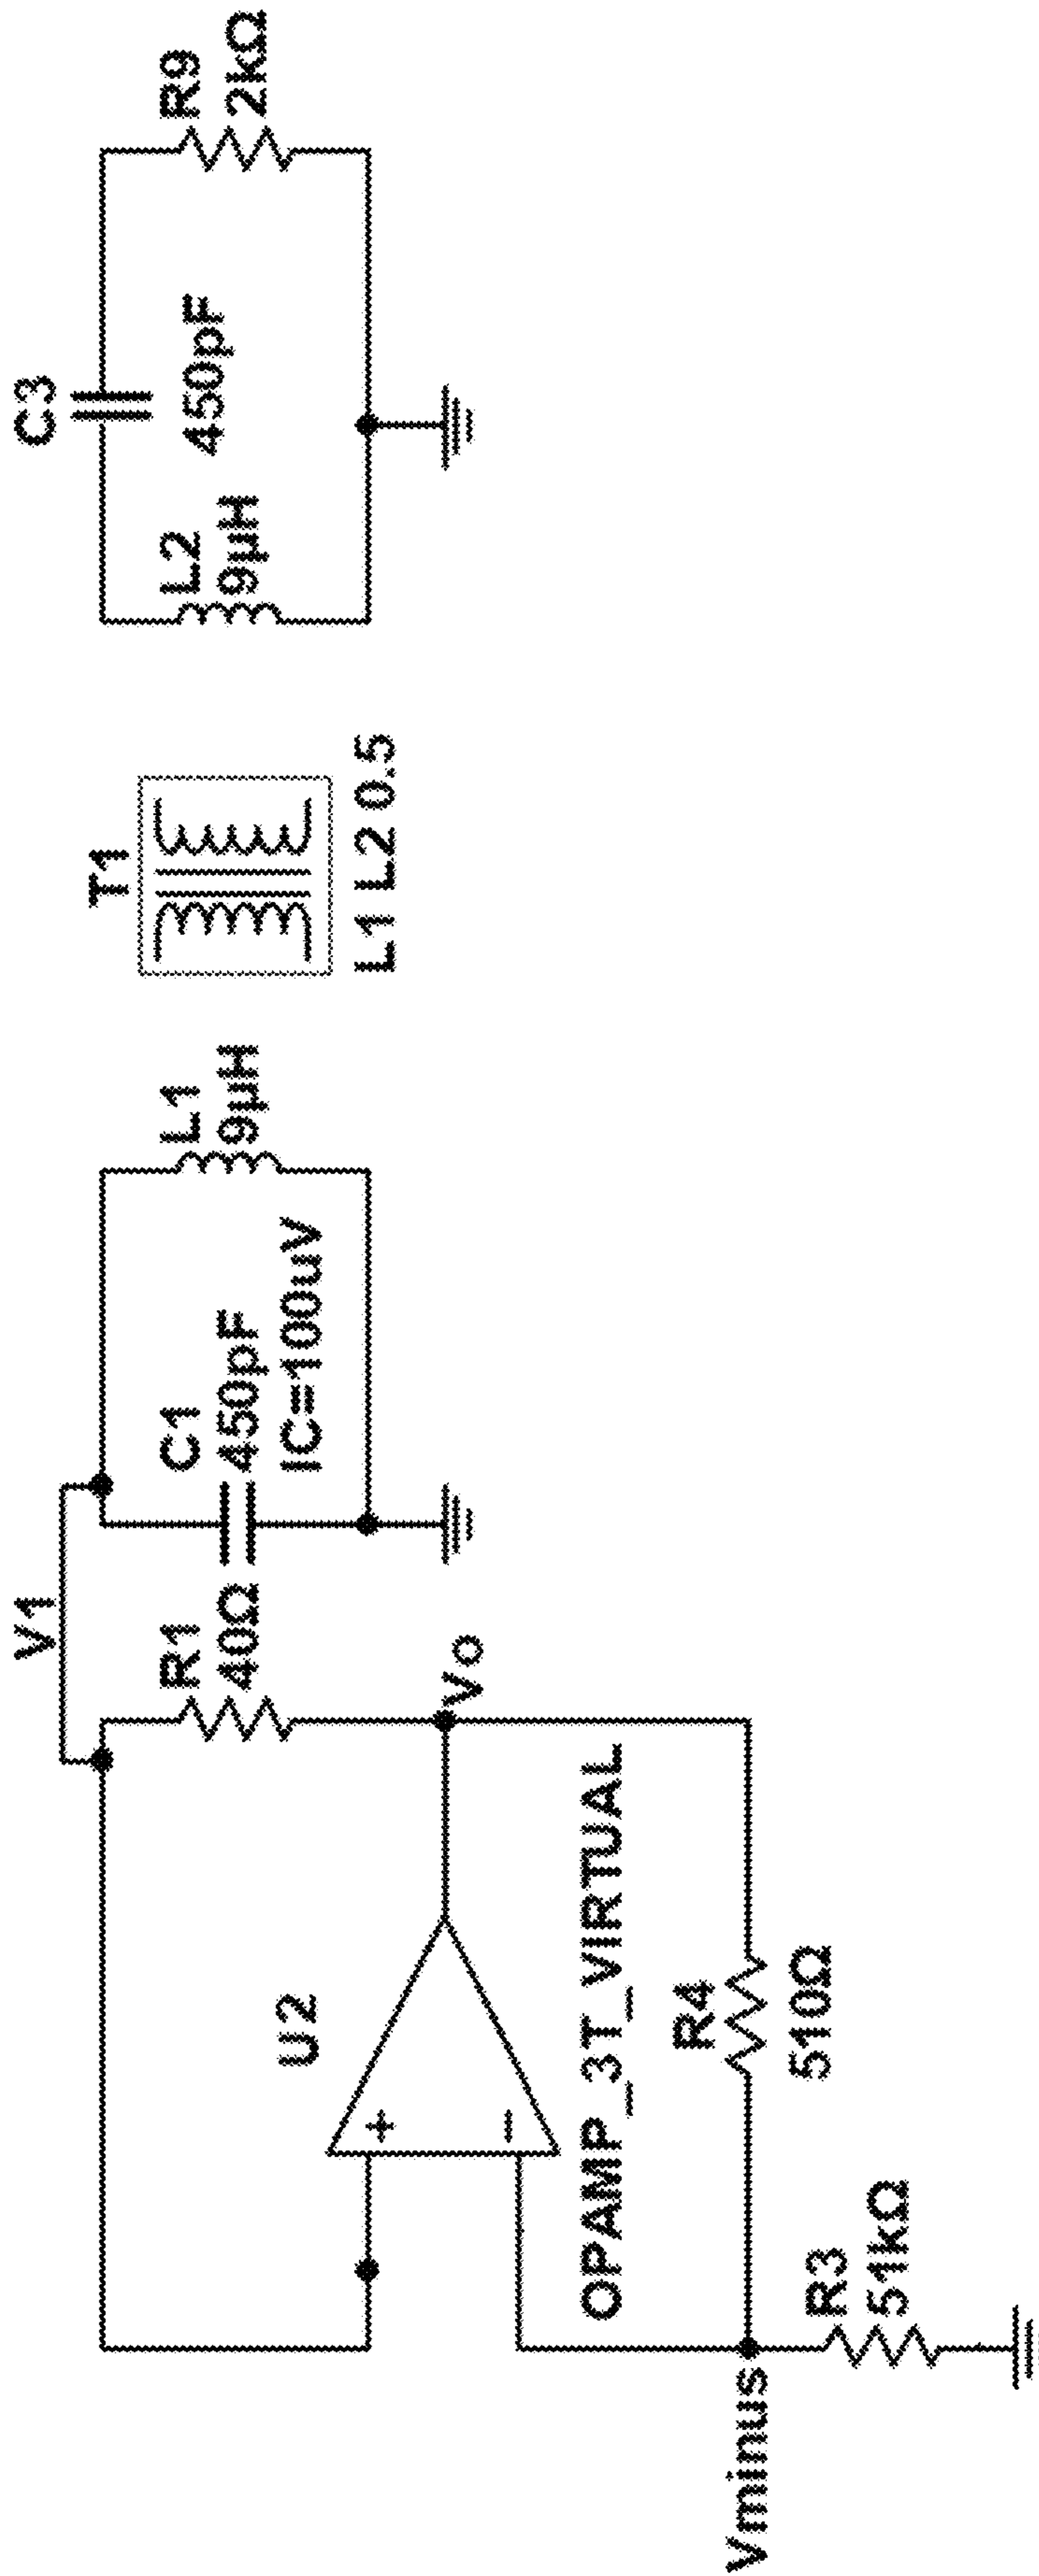 V1
R1
40Ω
C1
450pF
IC=100uV
L1
9µH
T1
L1 L2 0.5
L2
9µH
C3
450pF
R9
2kΩ
U2
OPAMP_3T_VIRTUAL
+
−
Vo
R4
510Ω
Vminus
R3
51kΩ